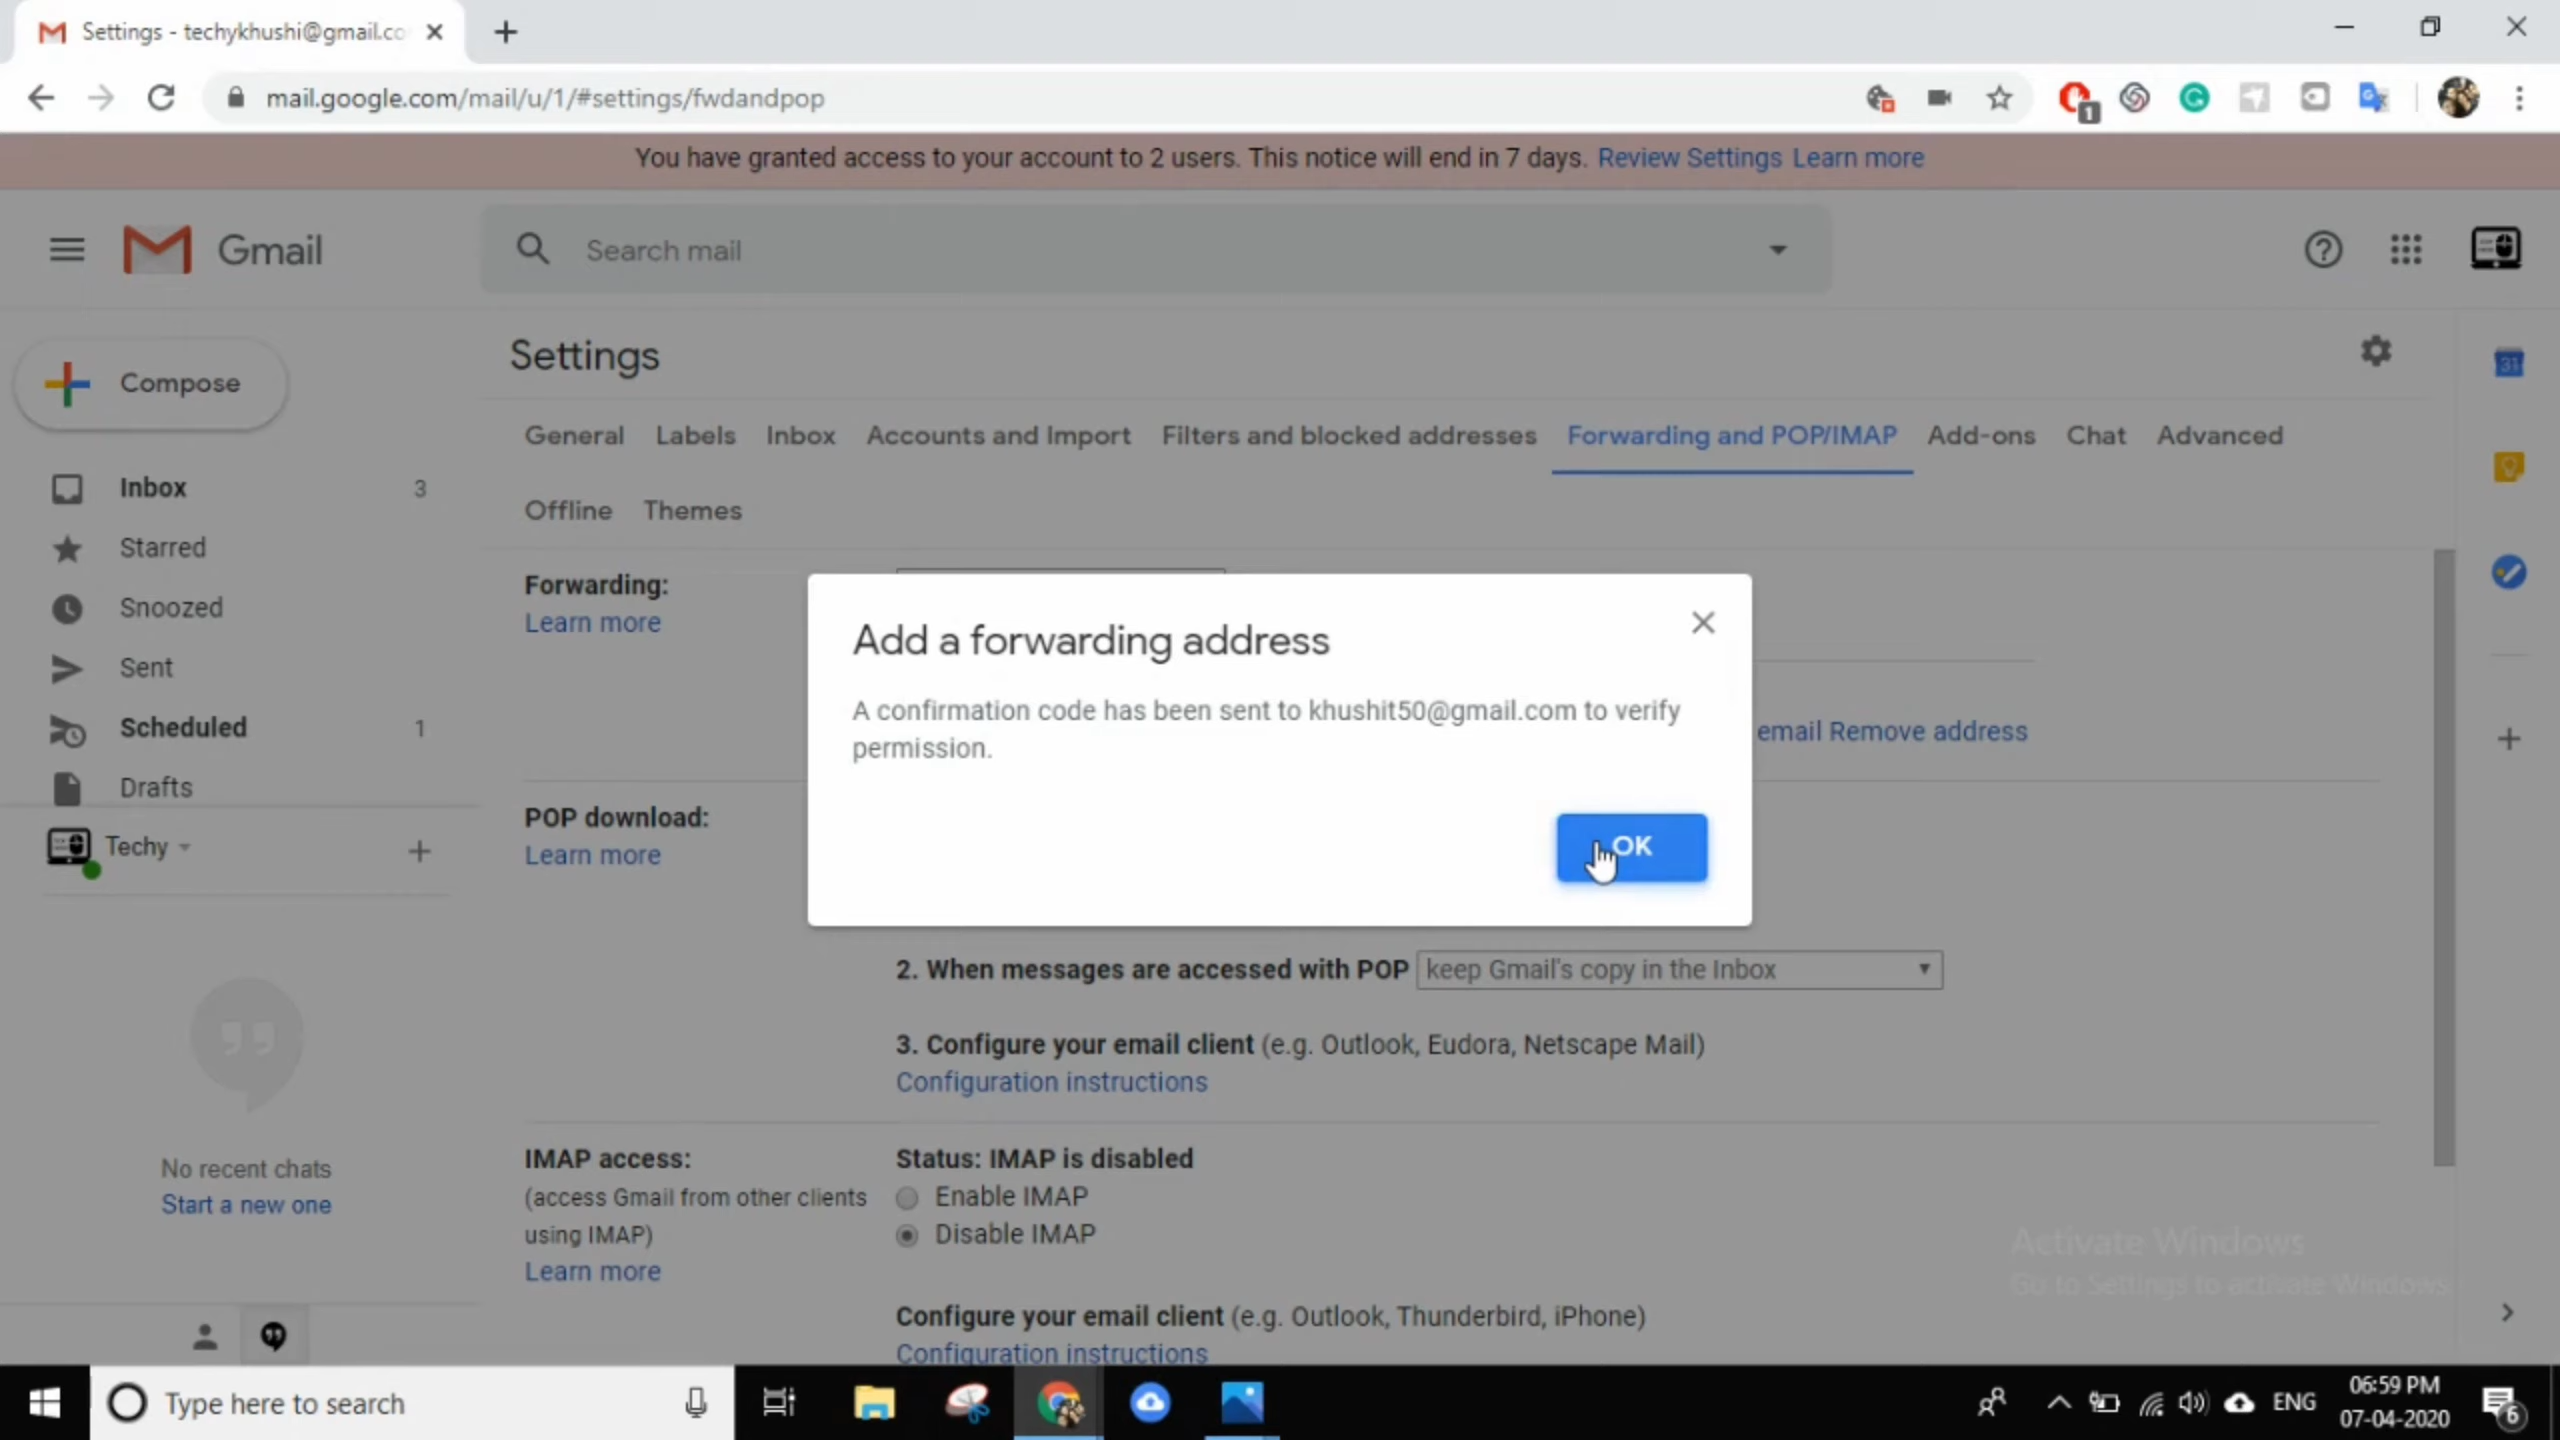 Settings - techykhushi@gmail.co
mail.google.com/mail/u/1/#settings/fwdandpop
1
You have granted access to your account to 2 users. This notice will end in 7 days. Review Settings Learn more
Gmail
Search mail
Compose
Settings
31
General Labels Inbox Accounts and Import Filters and blocked addresses Forwarding and POP/IMAP Add-ons Chat Advanced
Offline Themes
Inbox 3
Starred
Snoozed
Sent
Scheduled 1
Drafts
Techy
No recent chats
Start a new one
Forwarding:
Learn more
Add a forwarding address
A confirmation code has been sent to khushit50@gmail.com to verify
permission.
OK
email Remove address
POP download:
Learn more
2. When messages are accessed with POP keep Gmail's copy in the Inbox
3. Configure your email client (e.g. Outlook, Eudora, Netscape Mail)
Configuration instructions
IMAP access:
(access Gmail from other clients
using IMAP)
Learn more
Status: IMAP is disabled
Enable IMAP
Disable IMAP
Configure your email client (e.g. Outlook, Thunderbird, iPhone)
Configuration instructions
Activate Windows
Go to Settings to activate Windows.
Type here to search
ENG
06:59 PM
07-04-2020
6